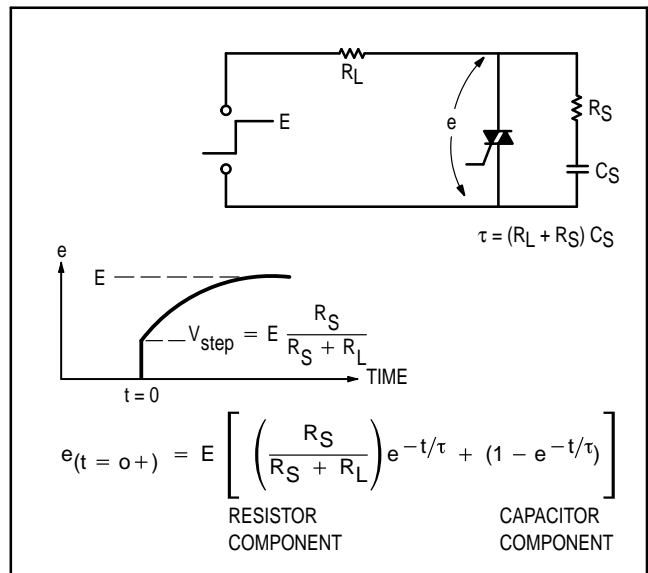 R_L
E
e
R_S
C_S
τ = (R_L + R_S) C_S
e
E
V_step = E R_S / (R_S + R_L)
TIME
t = 0
e_(t = o+) = E [ ( R_S / (R_S + R_L) ) e^(−t/τ) + (1 − e^(−t/τ)) ]
RESISTOR COMPONENT
CAPACITOR COMPONENT